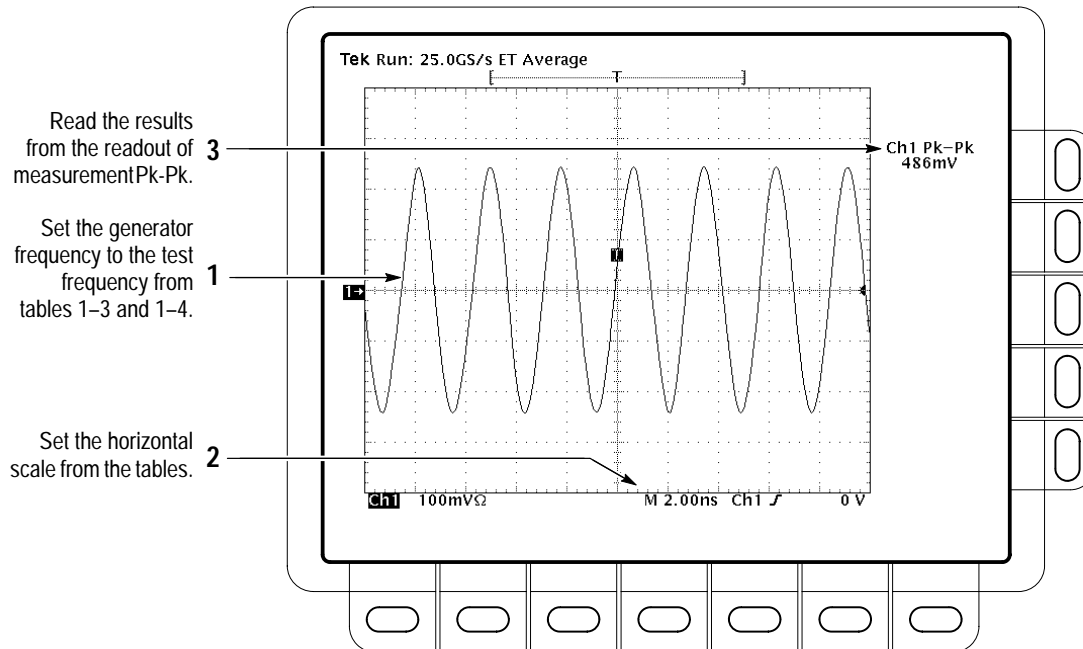 Tek Run: 25.0GS/s ET Average
T
Read the results
from the readout of
measurement Pk-Pk.
3
Ch1 Pk–Pk
486mV
Set the generator
frequency to the test
frequency from
tables 1–3 and 1–4.
1
1→
Set the horizontal
scale from the tables.
2
Ch1 100mVΩ M 2.00ns Ch1 ƒ 0 V